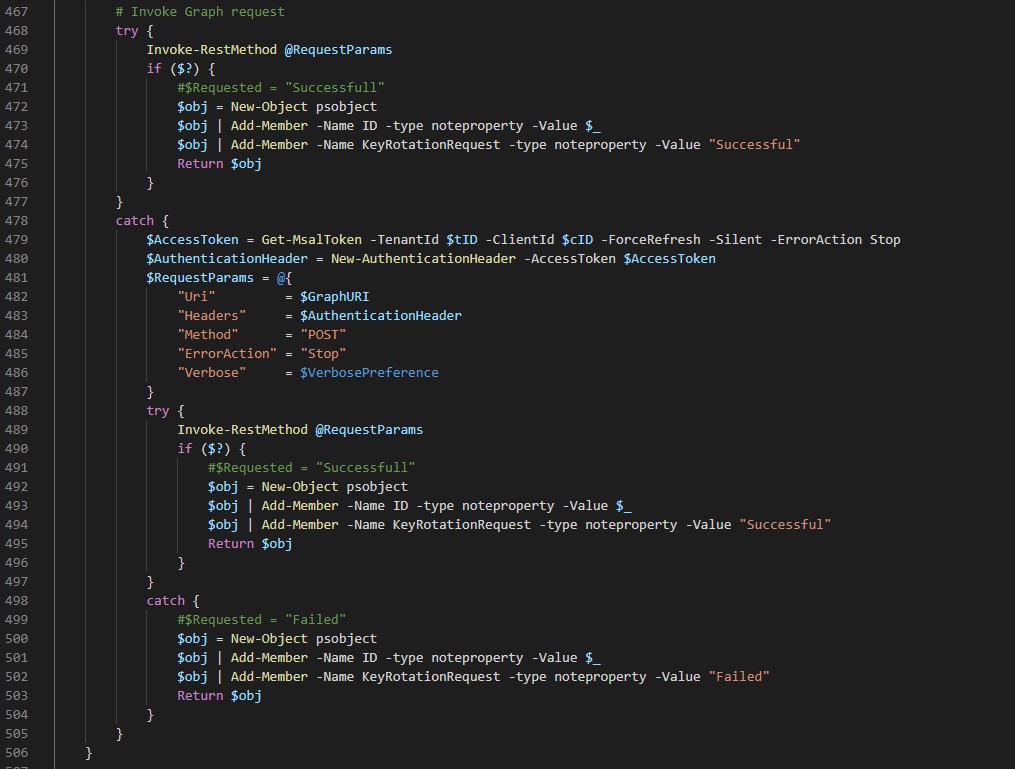 467 # Invoke Graph request
468 try {
469 Invoke-RestMethod @RequestParams
470 if ($?) {
471 #$Requested = "Successfull"
472 $obj = New-Object psobject
473 $obj | Add-Member -Name ID -type noteproperty -Value $_
474 $obj | Add-Member -Name KeyRotationRequest -type noteproperty -Value "Successful"
475 Return $obj
476 }
477 }
478 catch {
479 $AccessToken = Get-MsalToken -TenantId $tID -ClientId $cID -ForceRefresh -Silent -ErrorAction Stop
480 $AuthenticationHeader = New-AuthenticationHeader -AccessToken $AccessToken
481 $RequestParams = @{
482 "Uri" = $GraphURI
483 "Headers" = $AuthenticationHeader
484 "Method" = "POST"
485 "ErrorAction" = "Stop"
486 "Verbose" = $VerbosePreference
487 }
488 try {
489 Invoke-RestMethod @RequestParams
490 if ($?) {
491 #$Requested = "Successfull"
492 $obj = New-Object psobject
493 $obj | Add-Member -Name ID -type noteproperty -Value $_
494 $obj | Add-Member -Name KeyRotationRequest -type noteproperty -Value "Successful"
495 Return $obj
496 }
497 }
498 catch {
499 #$Requested = "Failed"
500 $obj = New-Object psobject
501 $obj | Add-Member -Name ID -type noteproperty -Value $_
502 $obj | Add-Member -Name KeyRotationRequest -type noteproperty -Value "Failed"
503 Return $obj
504 }
505 }
506 }